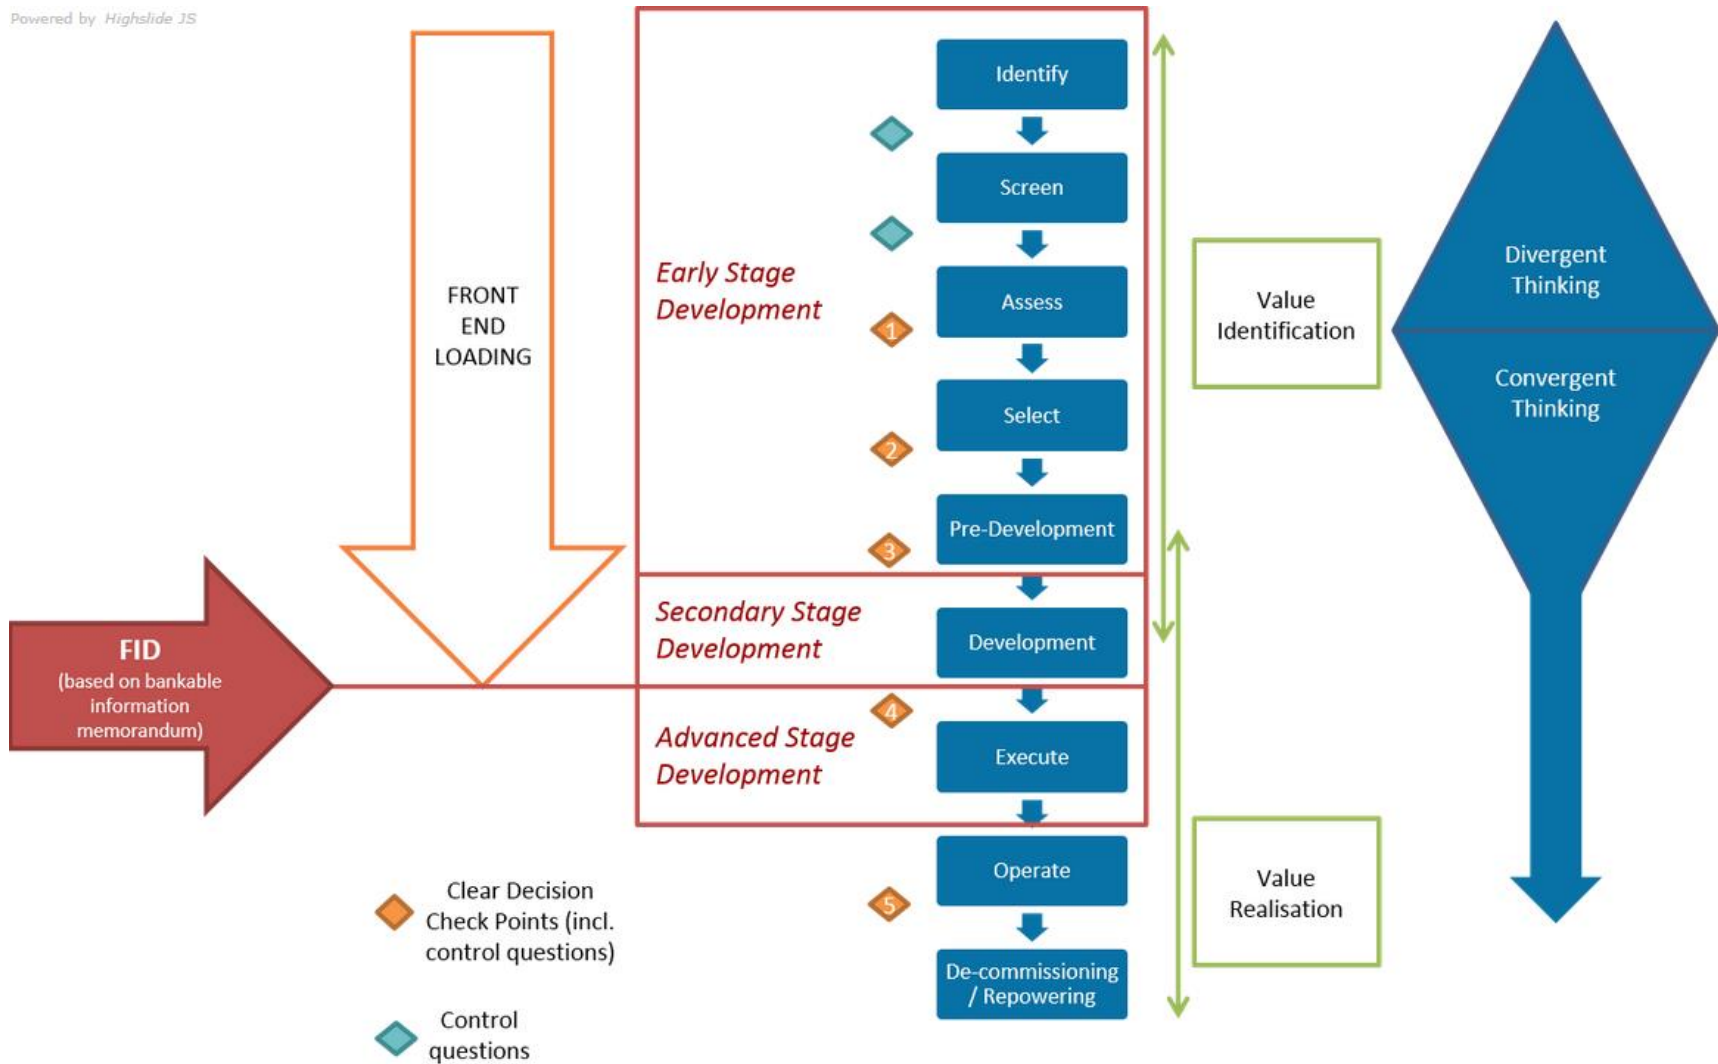 Powered by Highslide JS
Identify
Screen
Early Stage
Development
Assess
1
Select
2
Pre-Development
3
FRONT
END
LOADING
Value
Identification
Divergent
Thinking
Convergent
Thinking
FID
(based on bankable
information
memorandum)
Secondary Stage
Development
Development
4
Advanced Stage
Development
Execute
Operate
5
De-commissioning
/ Repowering
Value
Realisation
Clear Decision
Check Points (incl.
control questions)
Control
questions